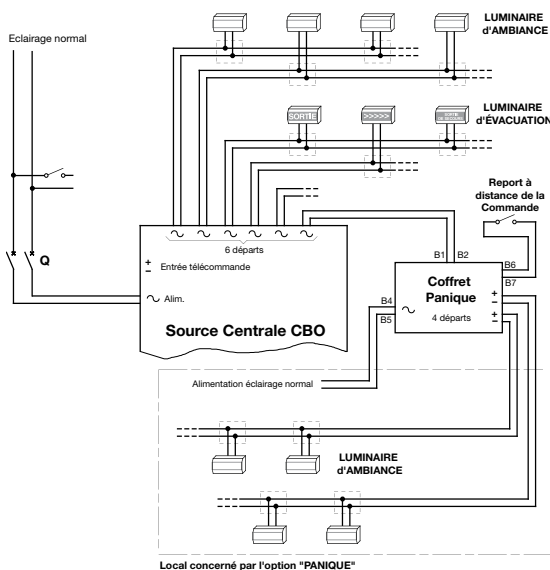 LUMINAIRE
d'AMBIANCE
Eclairage normal
SORTIE
>>>>>
SORTIE
LUMINAIRE
d'ÉVACUATION
Report à
distance de la
Commande
6 départs
B1
B2
B6
B7
Q
+
−
Entrée télécommande
Alim.
Source Centrale CBO
Coffret
Panique
4 départs
B4
B5
+
−
+
−
Alimentation éclairage normal
LUMINAIRE
d'AMBIANCE
Local concerné par l'option "PANIQUE"